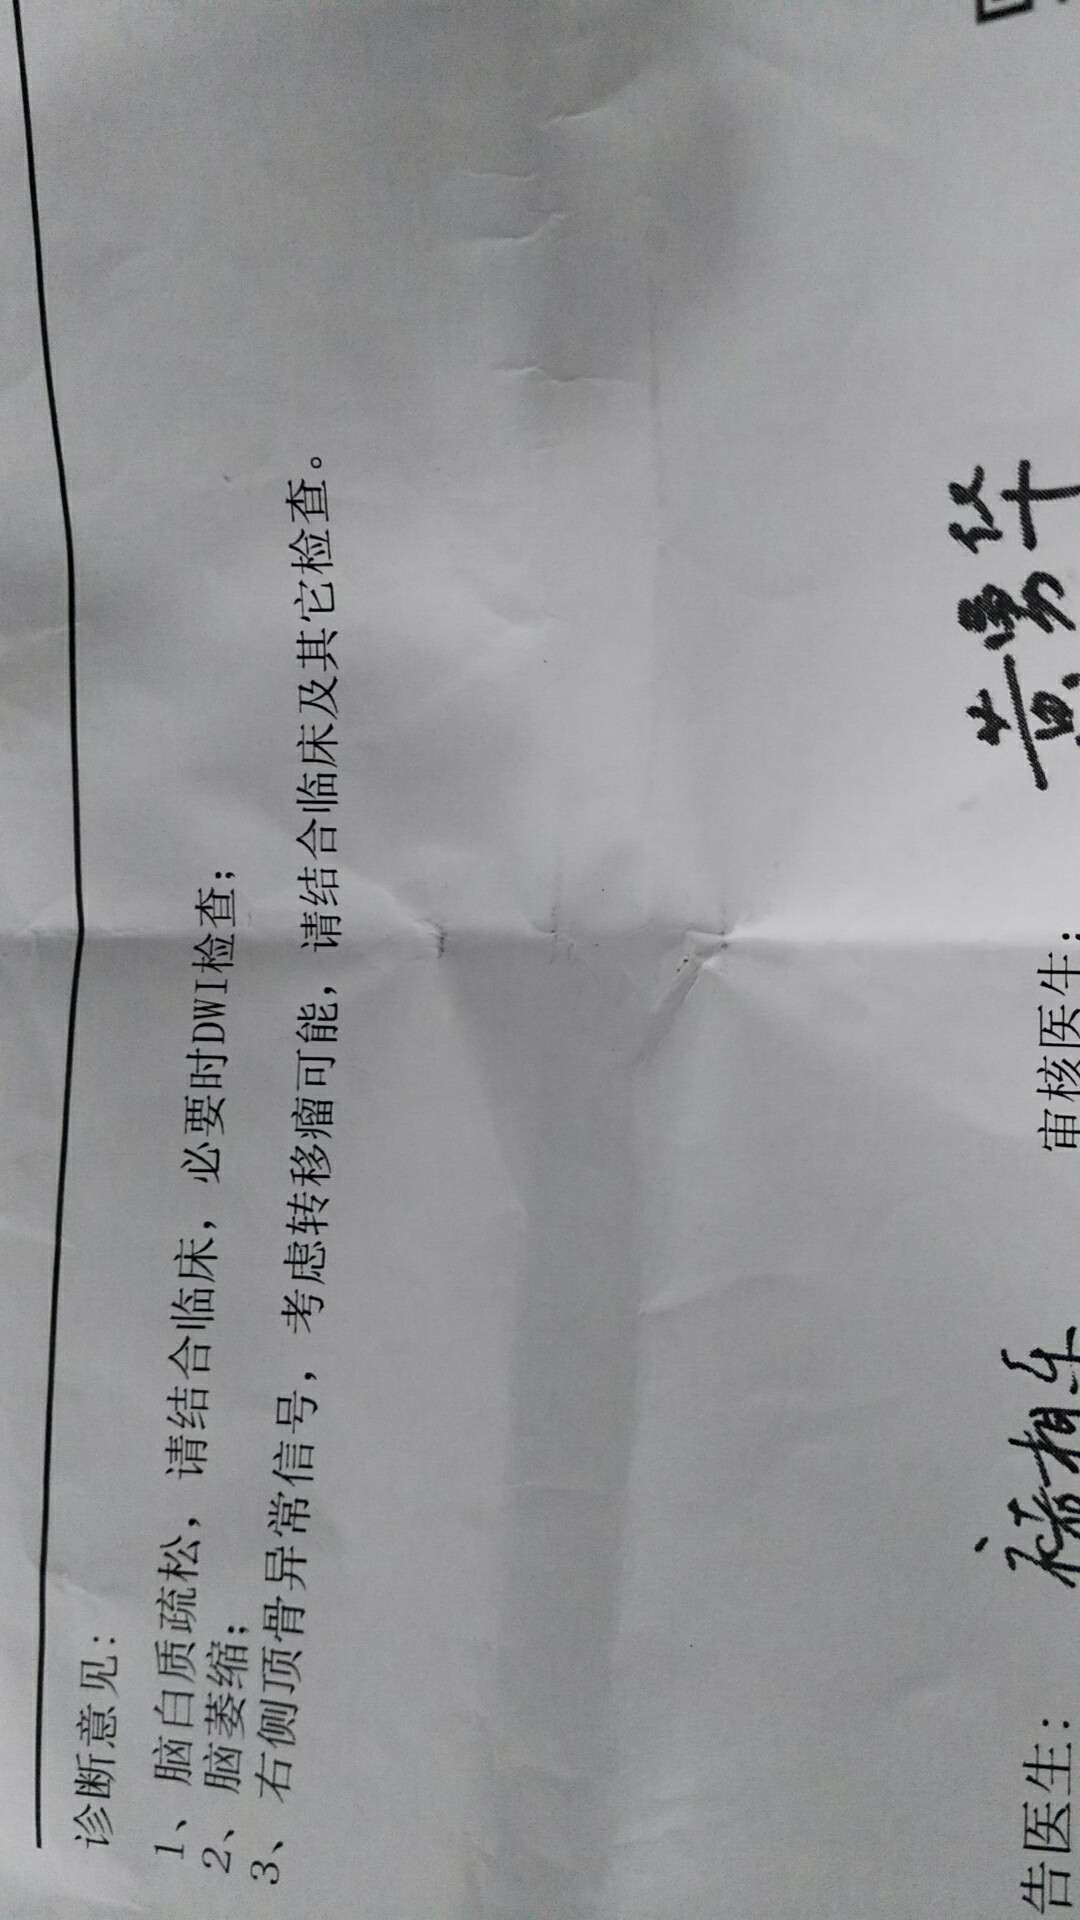 诊断意见：
1、脑白质疏松，请结合临床，必要时DWI检查；
2、脑萎缩；
3、右侧顶骨异常信号，考虑转移瘤可能，请结合临床及其它检查。
告医生： 审核医生：黄勇华